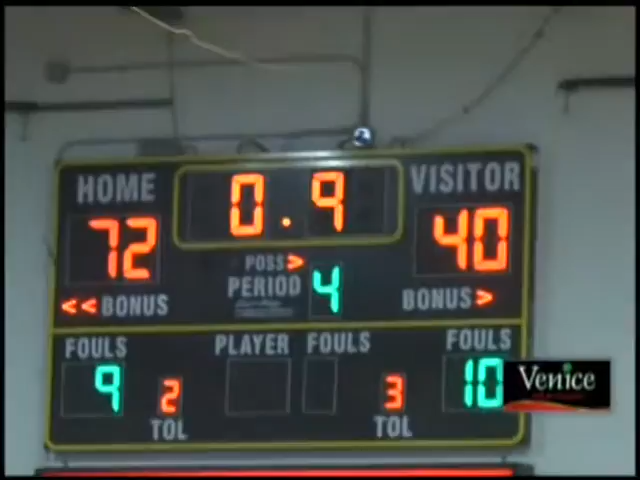 HOME 0.9 VISITOR
72 40
POSS >
<< BONUS PERIOD 4 BONUS >
FOULS PLAYER FOULS FOULS
9 2 3 10
TOL TOL
Venice